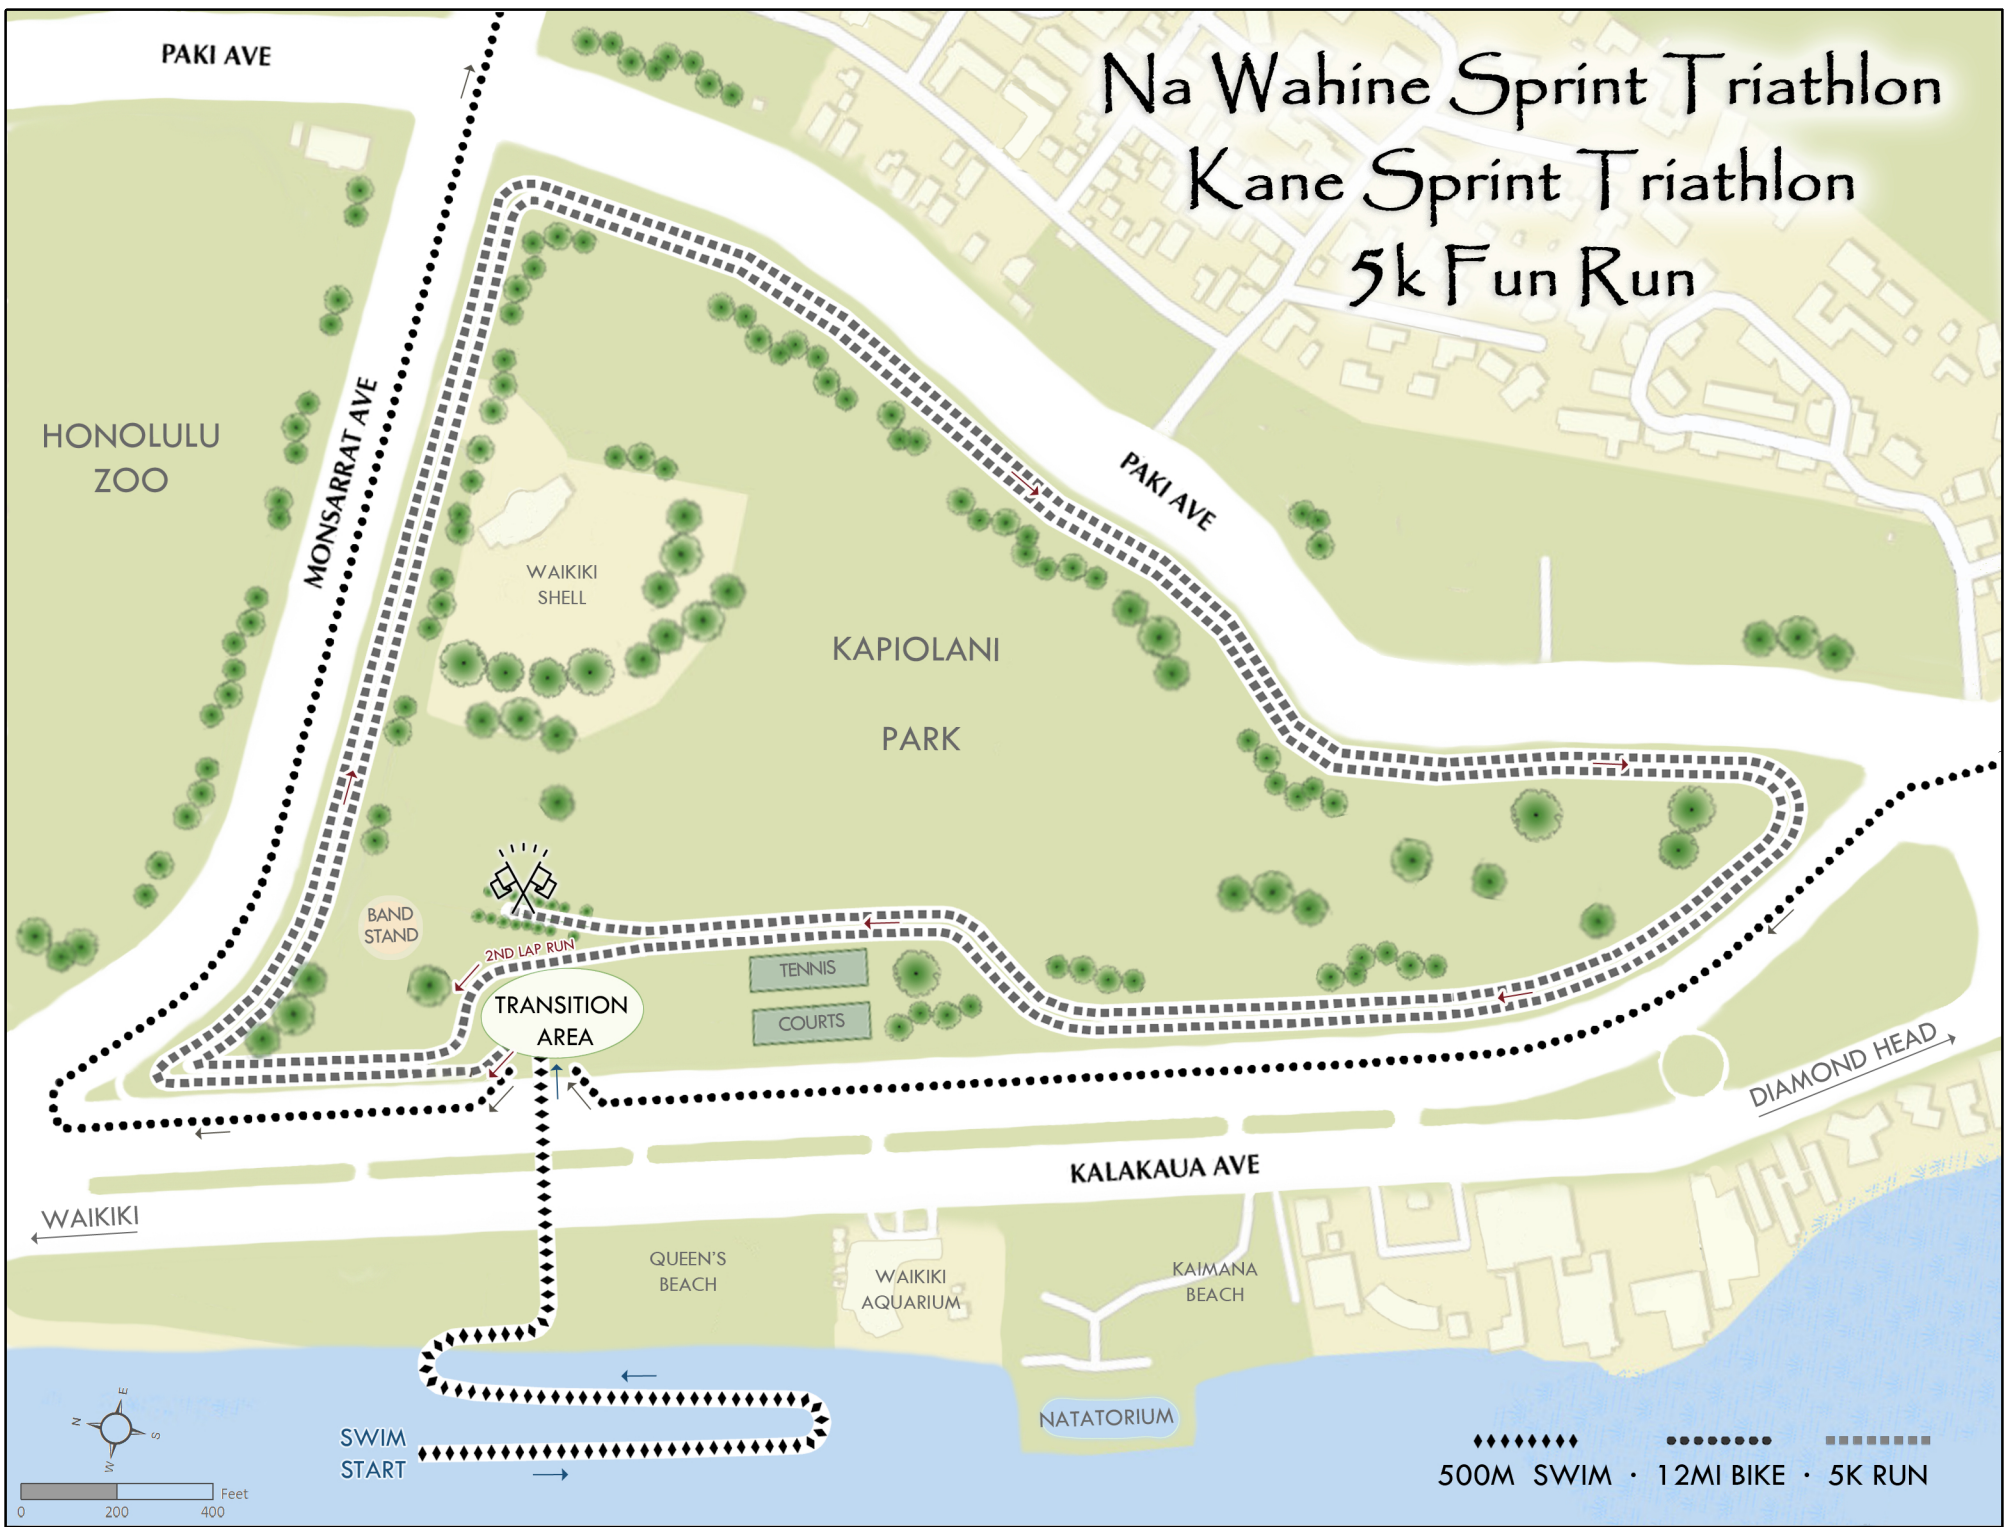 PAKI AVE
Na Wahine Sprint Triathlon
Kane Sprint Triathlon
5k Fun Run
HONOLULU
ZOO
MONSARRAT AVE
PAKI AVE
WAIKIKI
SHELL
KAPIOLANI
PARK
BAND
STAND
2ND LAP RUN
TENNIS
COURTS
TRANSITION
AREA
DIAMOND HEAD
KALAKAUA AVE
WAIKIKI
QUEEN'S
BEACH
WAIKIKI
AQUARIUM
KAIMANA
BEACH
NATATORIUM
SWIM
START
E
N
S
W
Feet
0 200 400
500M SWIM · 12MI BIKE · 5K RUN